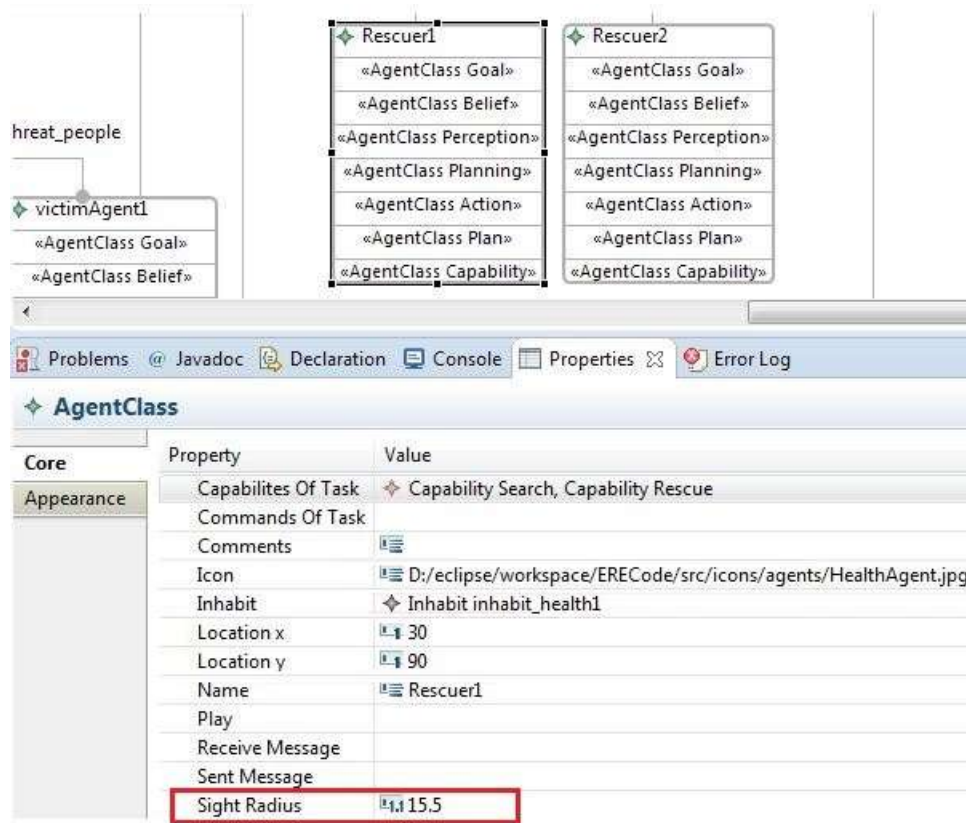 Rescuer1
«AgentClass Goal»
«AgentClass Belief»
«AgentClass Perception»
«AgentClass Planning»
«AgentClass Action»
«AgentClass Plan»
«AgentClass Capability»
Rescuer2
«AgentClass Goal»
«AgentClass Belief»
«AgentClass Perception»
«AgentClass Planning»
«AgentClass Action»
«AgentClass Plan»
«AgentClass Capability»
hreat_people
victimAgent1
«AgentClass Goal»
«AgentClass Belief»
Problems @ Javadoc Declaration Console Properties Error Log
AgentClass
Core
Appearance
Property Value
Capabilites Of Task Capability Search, Capability Rescue
Commands Of Task
Comments
Icon D:/eclipse/workspace/ERECode/src/icons/agents/HealthAgent.jpg
Inhabit Inhabit inhabit_health1
Location x 30
Location y 90
Name Rescuer1
Play
Receive Message
Sent Message
Sight Radius 15.5